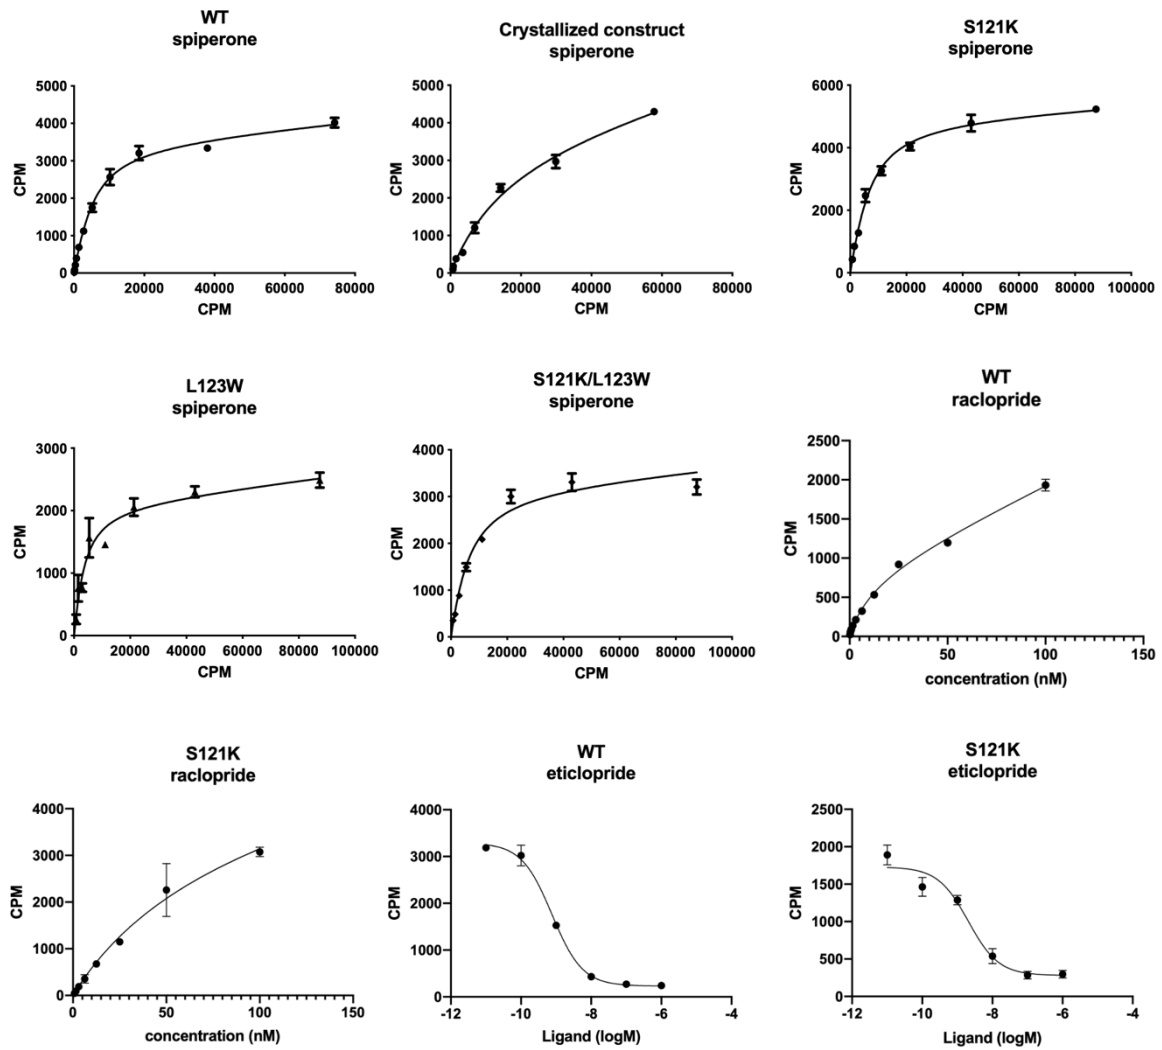 WT
spiperone
5000
4000
3000
2000
1000
0
CPM
0 20000 40000 60000 80000
CPM
Crystallized construct
spiperone
5000
4000
3000
2000
1000
0
CPM
0 20000 40000 60000 80000
CPM
S121K
spiperone
6000
4000
2000
0
CPM
0 20000 40000 60000 80000 100000
CPM
L123W
spiperone
3000
2000
1000
0
CPM
0 20000 40000 60000 80000 100000
CPM
S121K/L123W
spiperone
4000
3000
2000
1000
0
CPM
0 20000 40000 60000 80000 100000
CPM
WT
raclopride
2500
2000
1500
1000
500
0
CPM
0 50 100 150
concentration (nM)
S121K
raclopride
4000
3000
2000
1000
0
CPM
0 50 100 150
concentration (nM)
WT
eticlopride
4000
3000
2000
1000
0
CPM
-12 -10 -8 -6 -4
Ligand (logM)
S121K
eticlopride
2500
2000
1500
1000
500
0
CPM
-12 -10 -8 -6 -4
Ligand (logM)